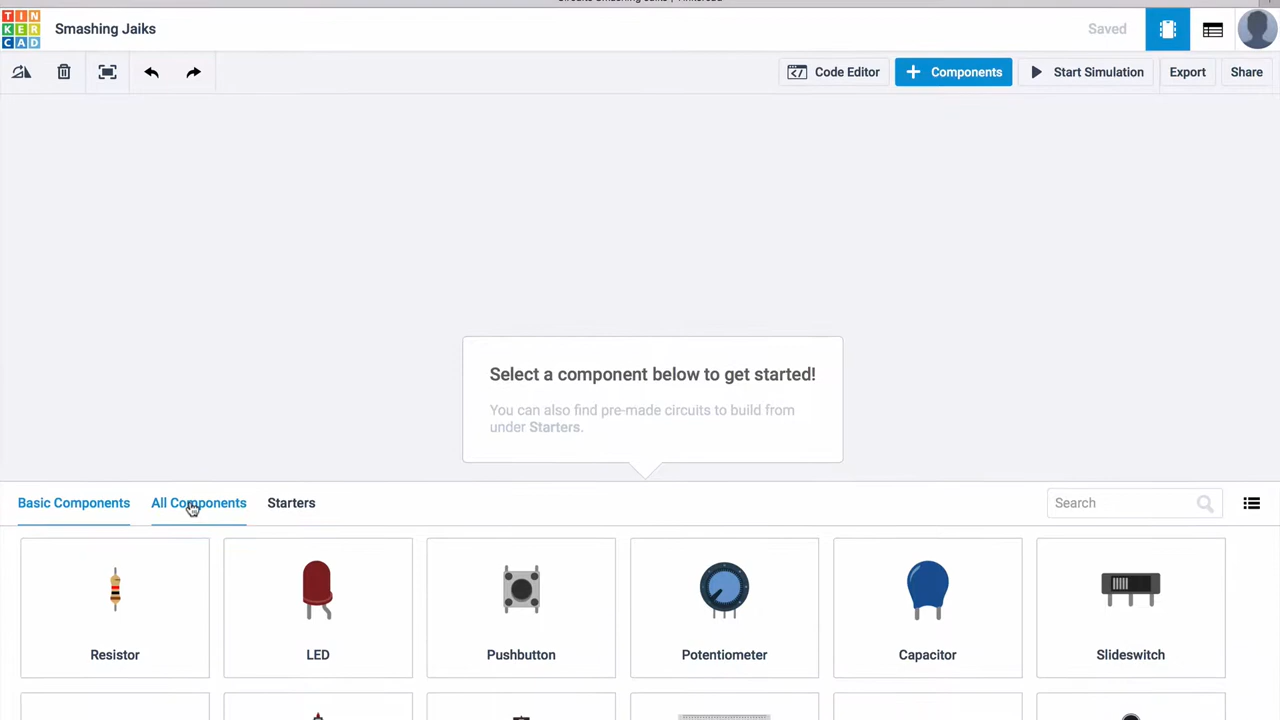 TIN
KER
CAD
Smashing Jaiks
Saved
Code Editor
Components
Start Simulation
Export
Share
Select a component below to get started!
You can also find pre-made circuits to build from
under Starters.
Basic Components
All Components
Starters
Search
Resistor
LED
Pushbutton
Potentiometer
Capacitor
Slideswitch